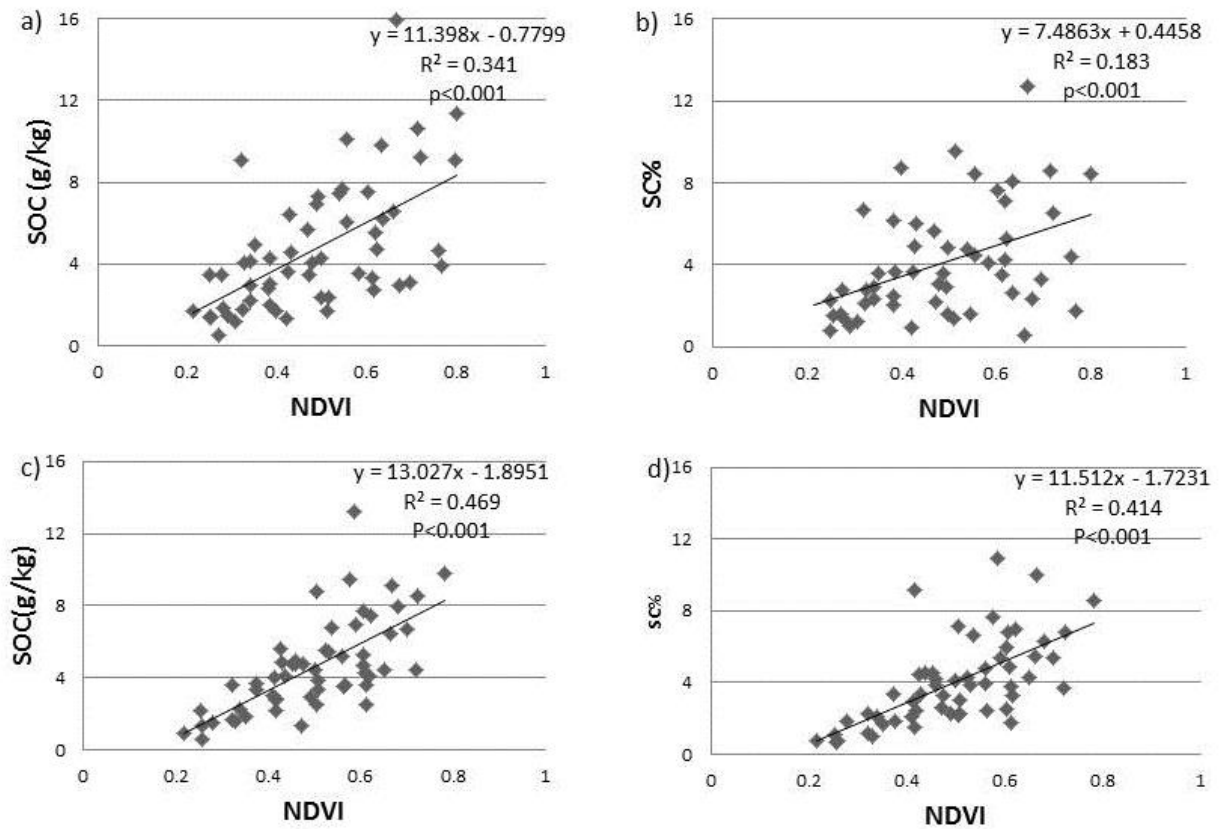 a)
y = 11.398x - 0.7799
R² = 0.341
p<0.001
SOC (g/kg)
16
12
8
4
0
0
0.2
0.4
0.6
0.8
1
NDVI
b)
y = 7.4863x + 0.4458
R² = 0.183
p<0.001
SC%
16
12
8
4
0
0
0.2
0.4
0.6
0.8
1
NDVI
c)
y = 13.027x - 1.8951
R² = 0.469
P<0.001
SOC(g/kg)
16
12
8
4
0
0
0.2
0.4
0.6
0.8
1
NDVI
d)
y = 11.512x - 1.7231
R² = 0.414
P<0.001
sc%
16
12
8
4
0
0
0.2
0.4
0.6
0.8
1
NDVI